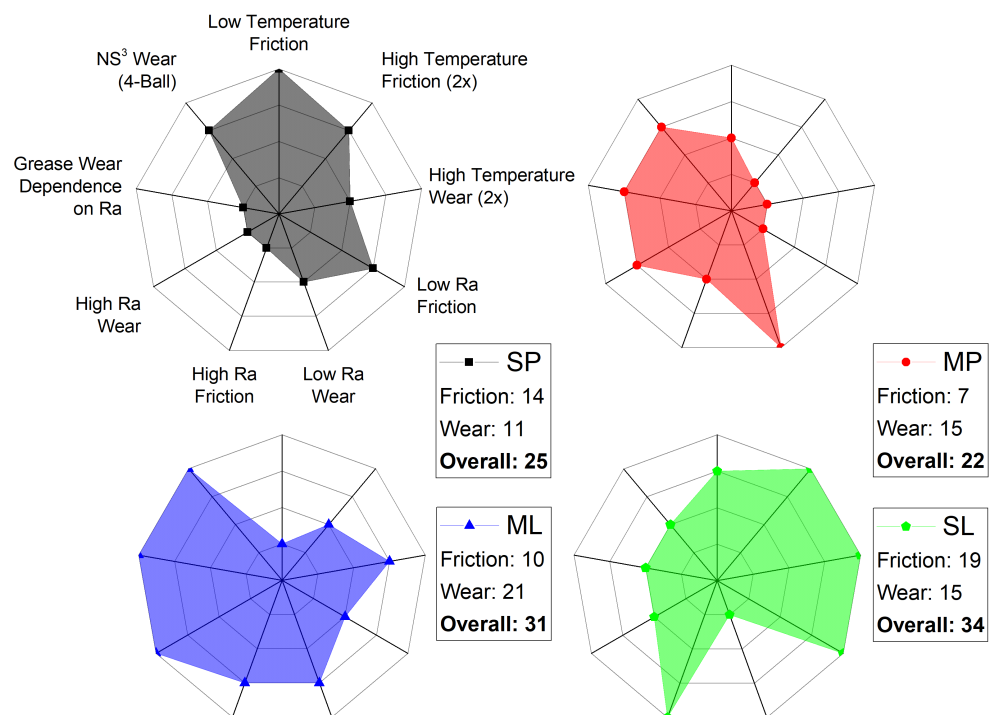 Low Temperature
Friction
NS³ Wear
(4-Ball)
High Temperature
Friction (2x)
Grease Wear
Dependence
on Ra
High Temperature
Wear (2x)
High Ra
Wear
Low Ra
Friction
High Ra
Friction
Low Ra
Wear
SP
Friction: 14
Wear: 11
Overall: 25
MP
Friction: 7
Wear: 15
Overall: 22
ML
Friction: 10
Wear: 21
Overall: 31
SL
Friction: 19
Wear: 15
Overall: 34